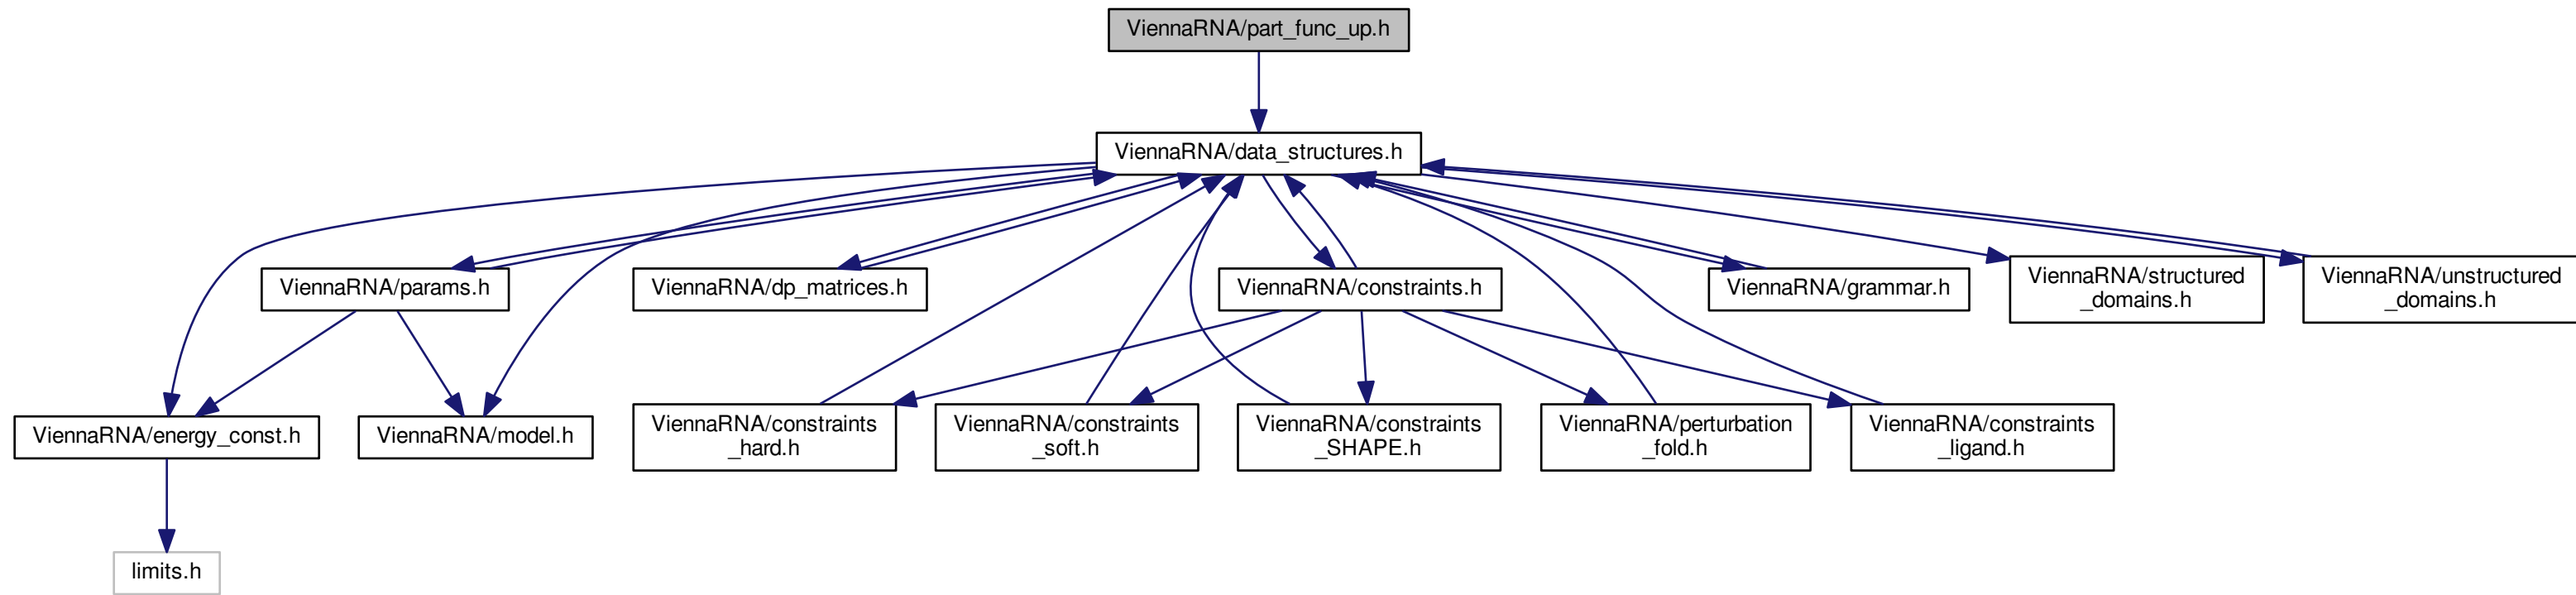 ViennaRNA/part_func_up.h
ViennaRNA/data_structures.h
ViennaRNA/params.h
ViennaRNA/dp_matrices.h
ViennaRNA/constraints.h
ViennaRNA/grammar.h
ViennaRNA/structured
_domains.h
ViennaRNA/unstructured
_domains.h
ViennaRNA/energy_const.h
ViennaRNA/model.h
ViennaRNA/constraints
_hard.h
ViennaRNA/constraints
_soft.h
ViennaRNA/constraints
_SHAPE.h
ViennaRNA/perturbation
_fold.h
ViennaRNA/constraints
_ligand.h
limits.h